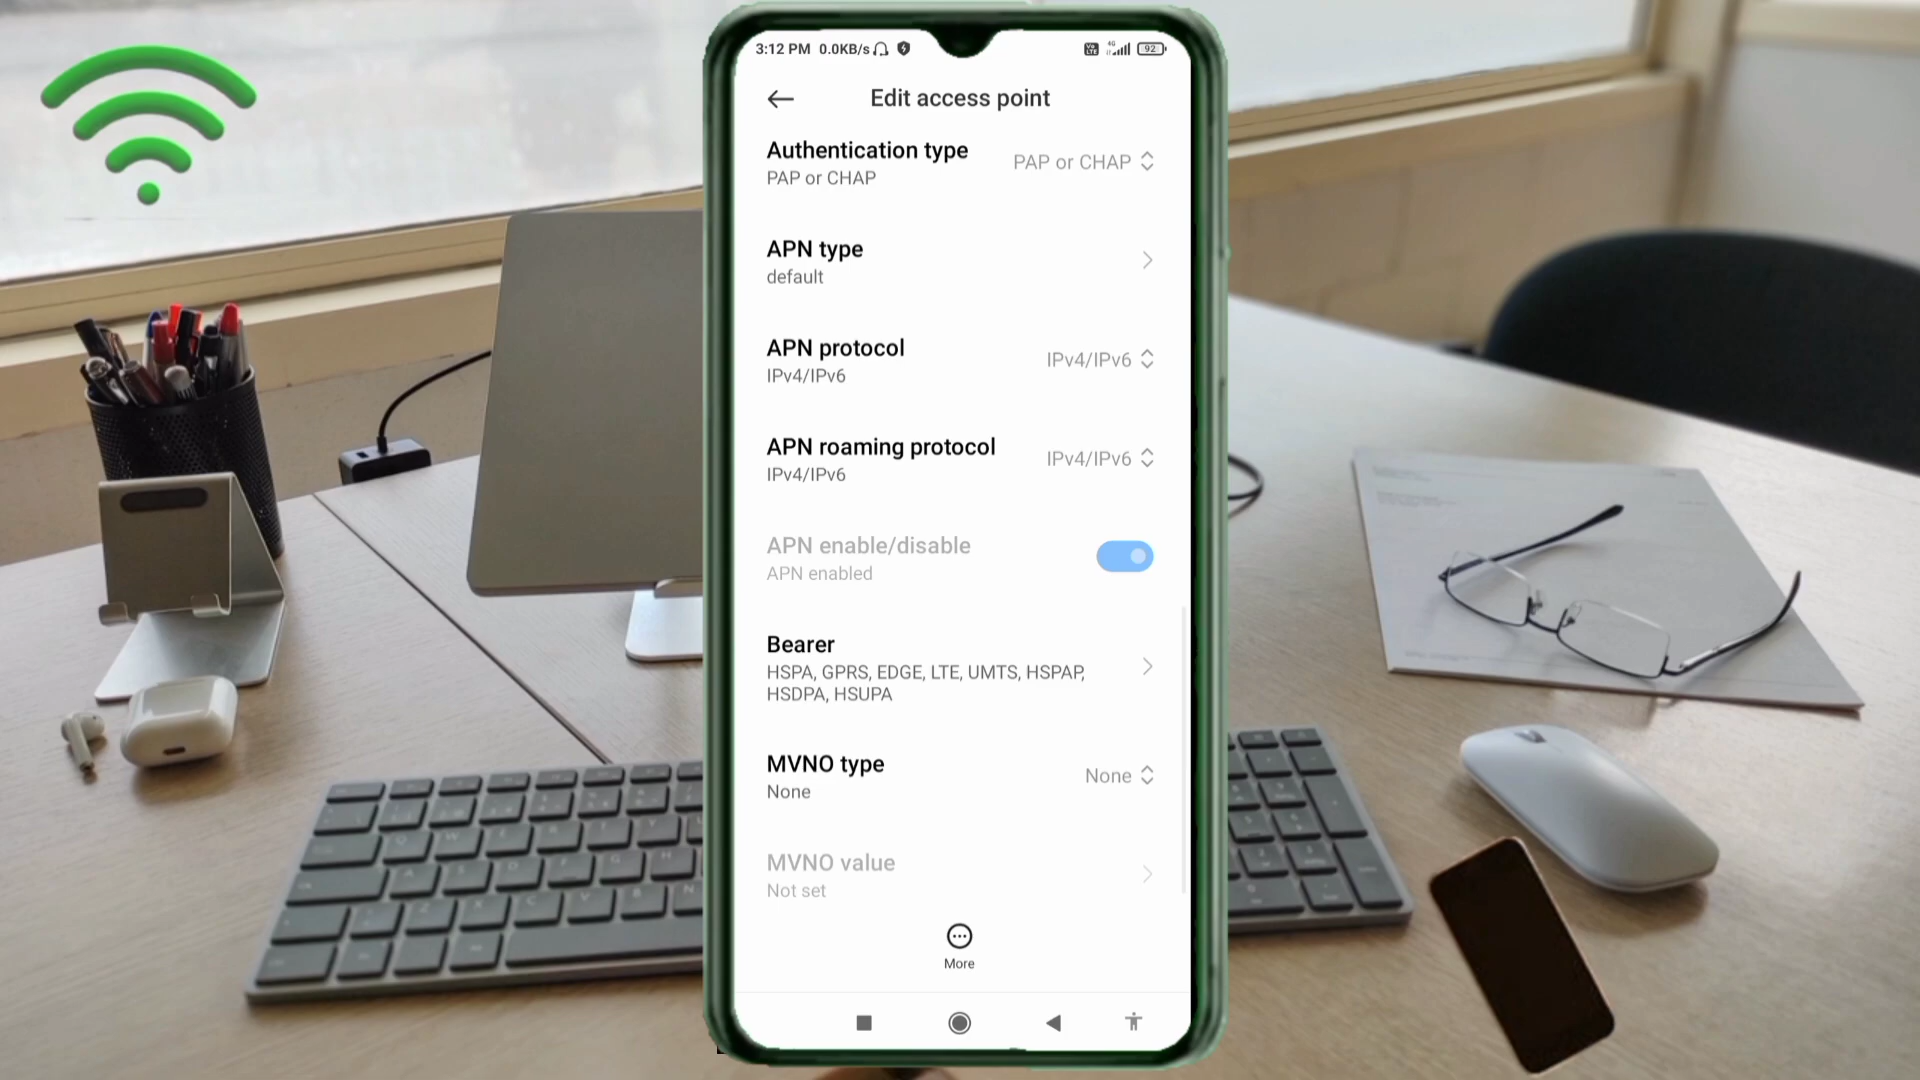 3:12 PM 0.0KB/s
4G
92
Edit access point
Authentication type
PAP or CHAP
PAP or CHAP
APN type
default
APN protocol
IPv4/IPv6
IPv4/IPv6
APN roaming protocol
IPv4/IPv6
IPv4/IPv6
APN enable/disable
APN enabled
Bearer
HSPA, GPRS, EDGE, LTE, UMTS, HSPAP,
HSDPA, HSUPA
MVNO type
None
None
MVNO value
Not set
More